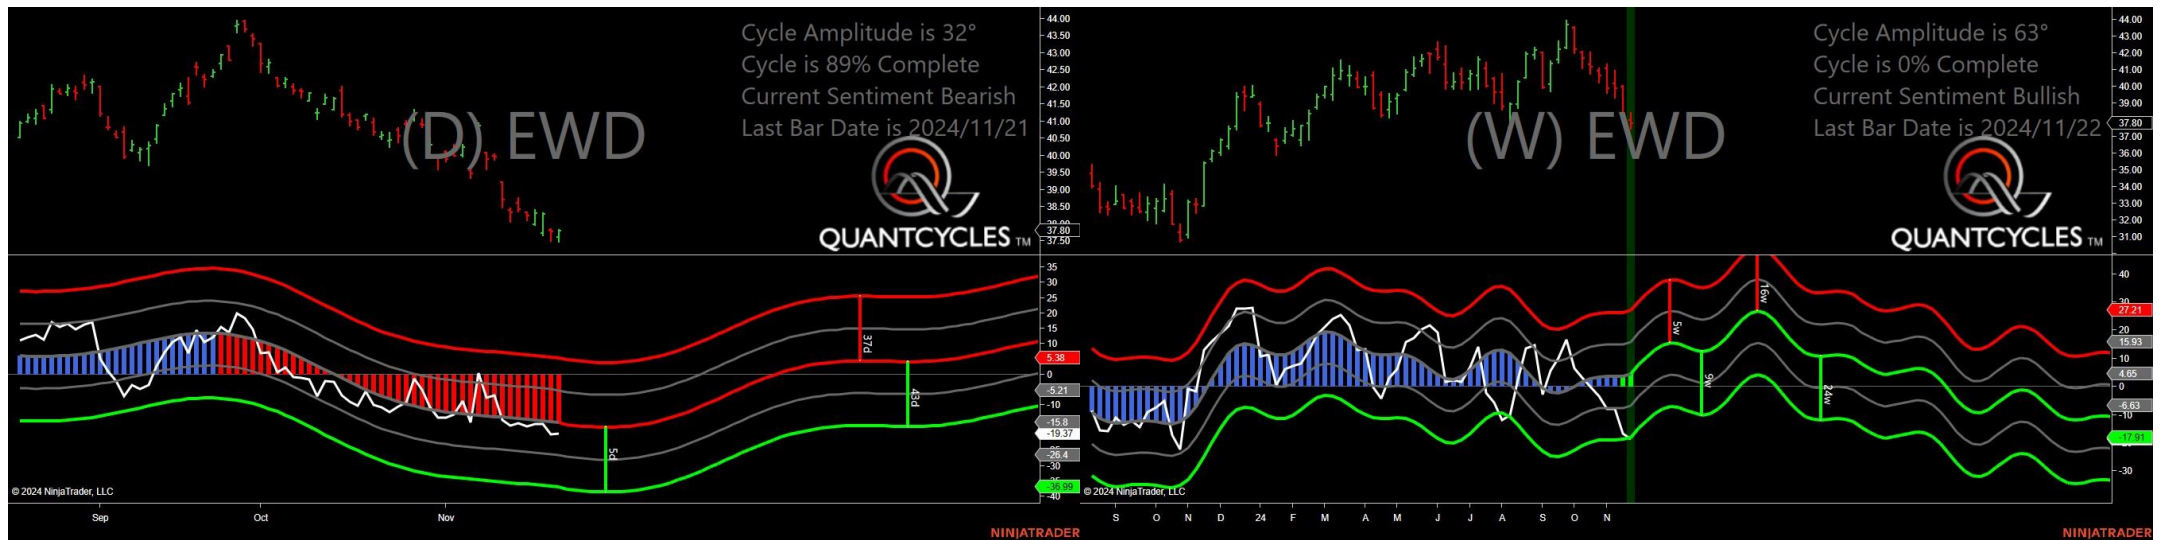 Cycle Amplitude is 32°
Cycle is 89% Complete
Current Sentiment Bearish
Last Bar Date is 2024/11/21
(D) EWD
QUANTCYCLES TM
44.00
43.50
43.00
42.50
42.00
41.50
41.00
40.50
40.00
39.50
39.00
38.50
37.80
37.50
35
30
25
20
15
10
5.38
0
-5.21
-10
-15.8
-19.37
-26.4
-30
-36.99
-40
37d
43d
5d
© 2024 NinjaTrader, LLC
Sep
Oct
Nov
NINJATRADER
Cycle Amplitude is 63°
Cycle is 0% Complete
Current Sentiment Bullish
Last Bar Date is 2024/11/22
(W) EWD
QUANTCYCLES TM
44.00
43.00
42.00
41.00
40.00
39.00
37.80
37.00
36.00
35.00
34.00
33.00
32.00
31.00
40
30
27.21
20
15.93
10
4.65
0
-6.63
-10
-17.91
-30
5w
16w
9w
24w
© 2024 NinjaTrader, LLC
S
O
N
D
24
F
M
A
M
J
J
A
S
O
N
NINJATRADER